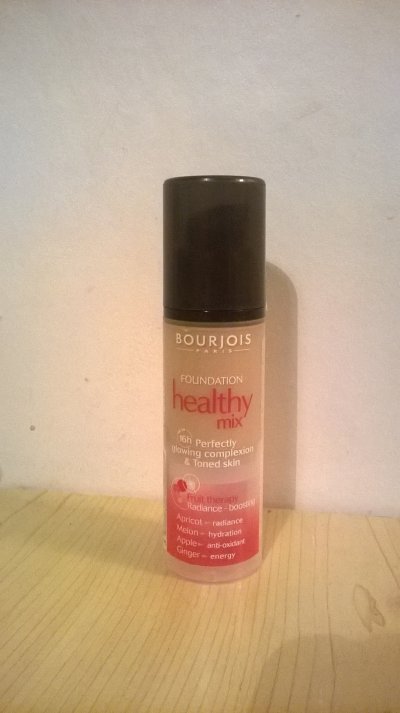 BOURJOIS
PARIS
FOUNDATION
healthy
mix
16h Perfectly
glowing complexion
& Toned skin
Fruit therapy
Radiance - boosting
Apricot - radiance
Melon - hydration
Apple - anti-oxidant
Ginger - energy